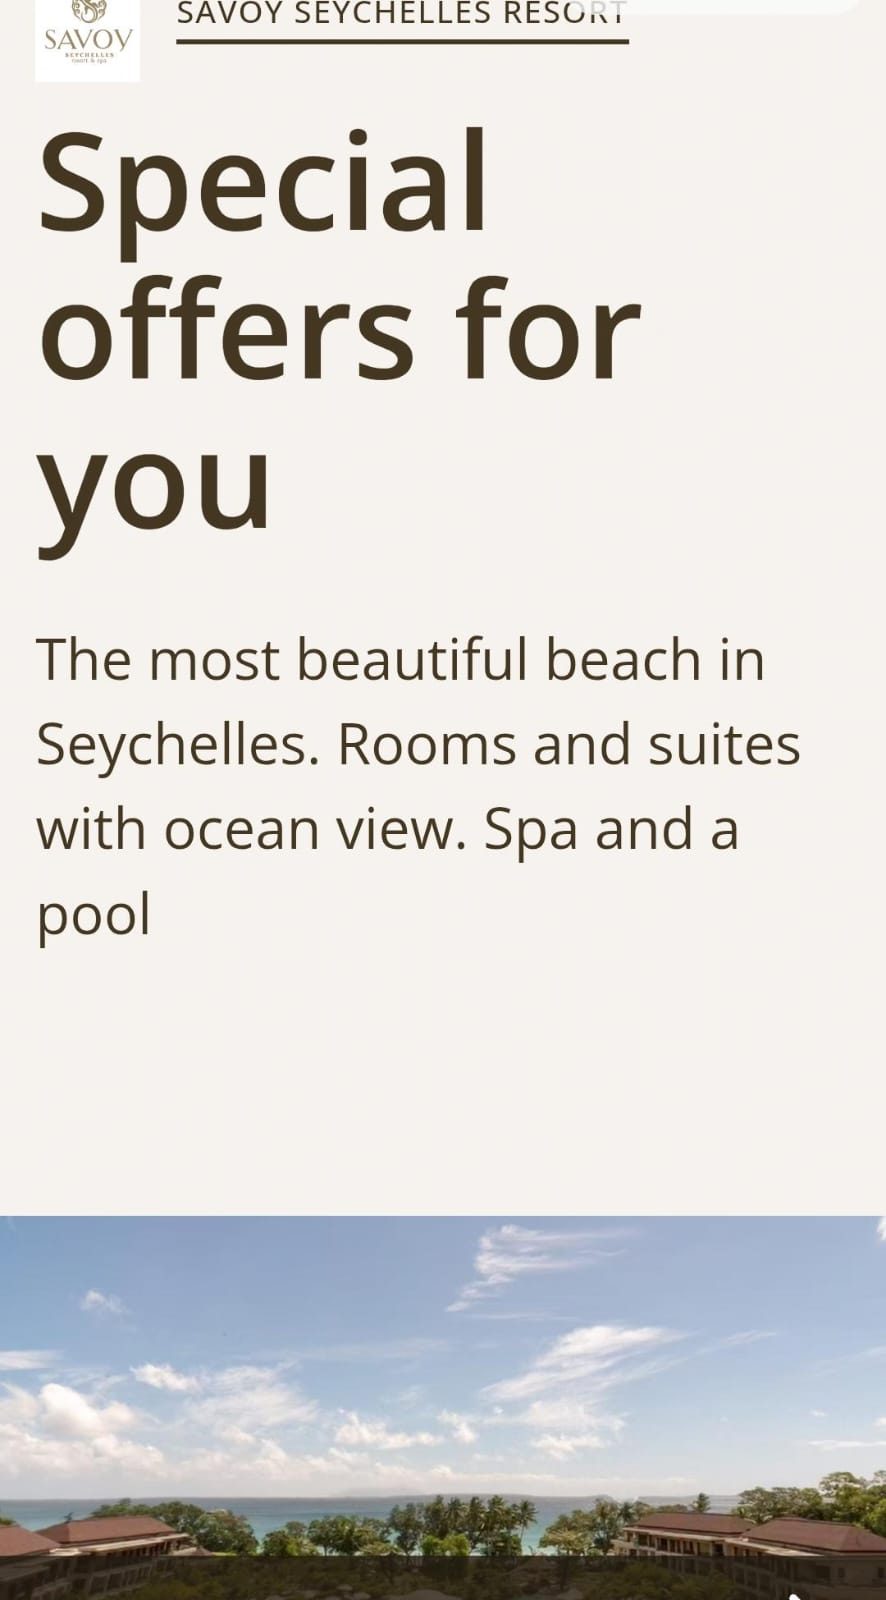 SAVOY
SEYCHELLES
resort & spa
SAVOY SEYCHELLES RESORT
Special
offers for
you
The most beautiful beach in
Seychelles. Rooms and suites
with ocean view. Spa and a
pool